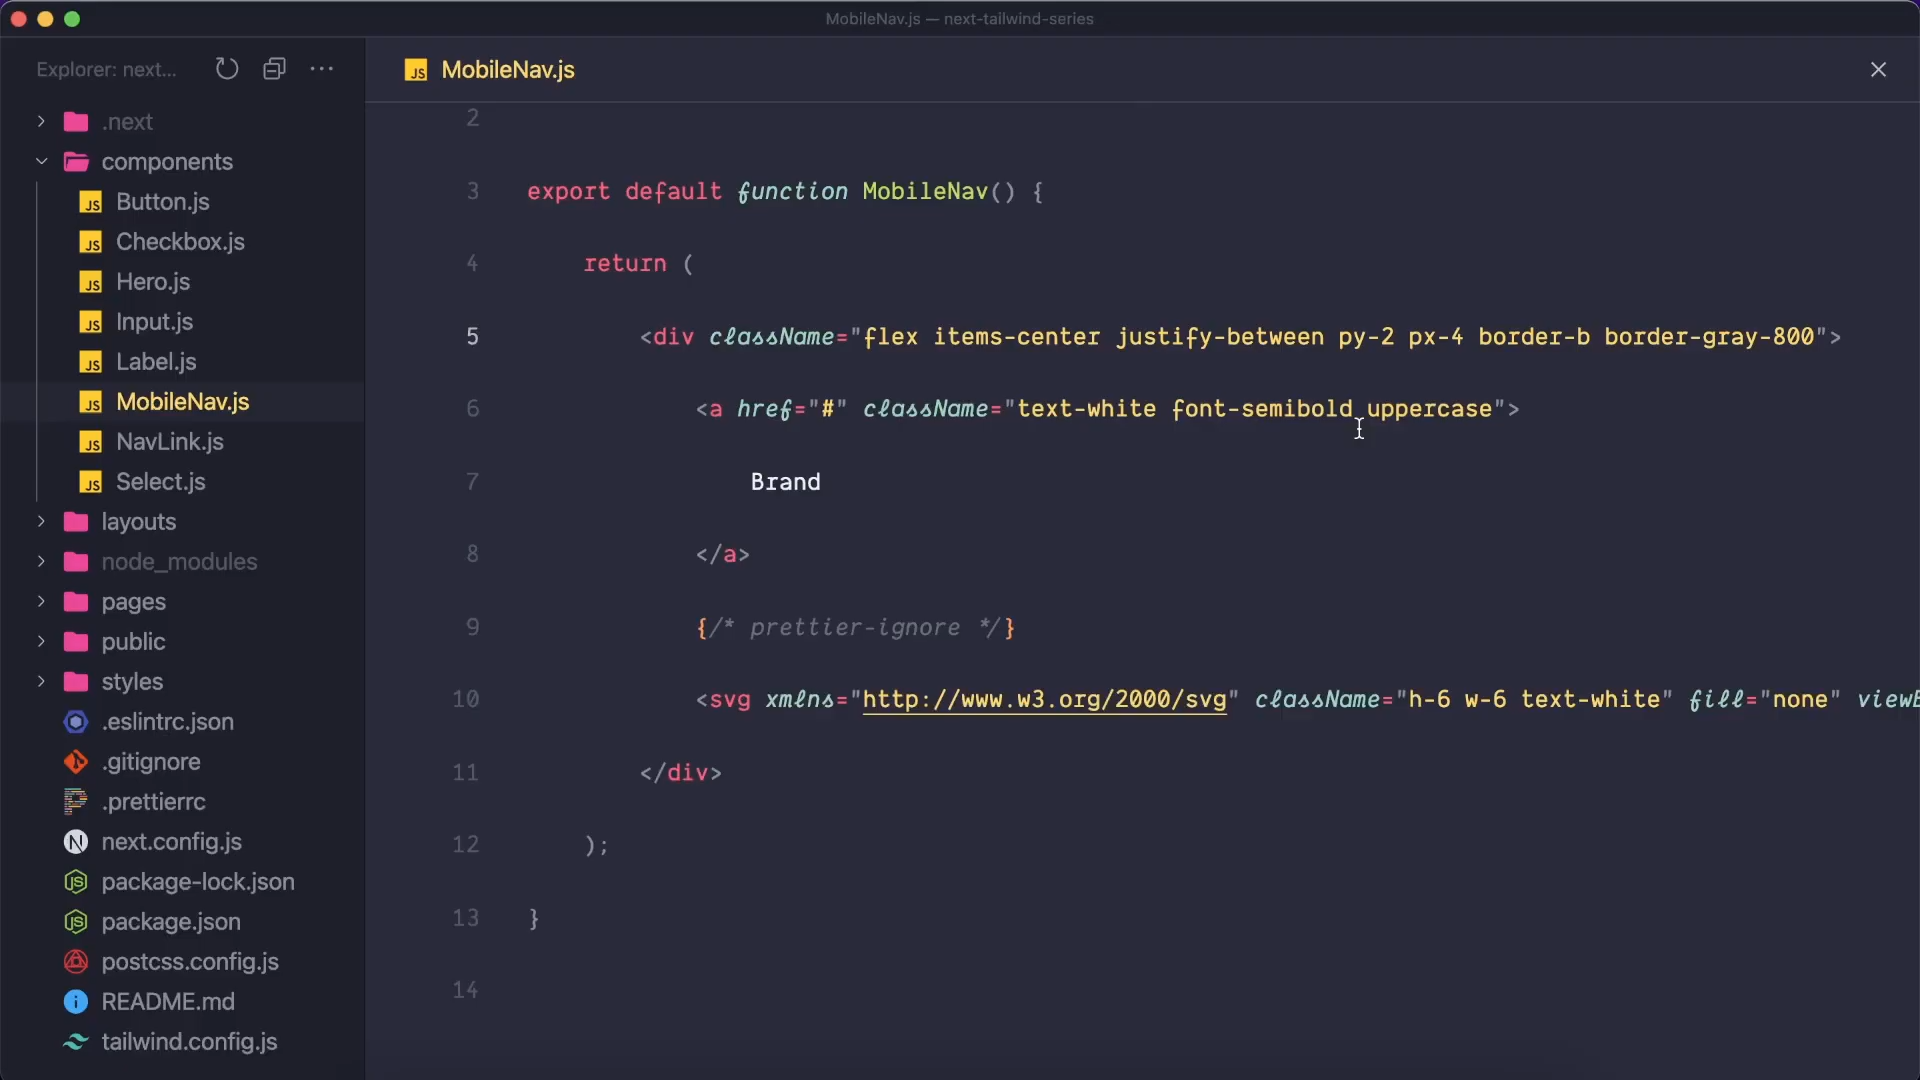 MobileNav.js — next-tailwind-series
Explorer: next...
.next
components
Button.js
Checkbox.js
Hero.js
Input.js
Label.js
MobileNav.js
NavLink.js
Select.js
layouts
node_modules
pages
public
styles
.eslintrc.json
.gitignore
.prettierrc
next.config.js
package-lock.json
package.json
postcss.config.js
README.md
tailwind.config.js
MobileNav.js
2
3 export default function MobileNav() {
4 return (
5 <div className="flex items-center justify-between py-2 px-4 border-b border-gray-800">
6 <a href="#" className="text-white font-semibold uppercase">
7 Brand
8 </a>
9 {/* prettier-ignore */}
10 <svg xmlns="http://www.w3.org/2000/svg" className="h-6 w-6 text-white" fill="none" view
11 </div>
12 );
13 }
14